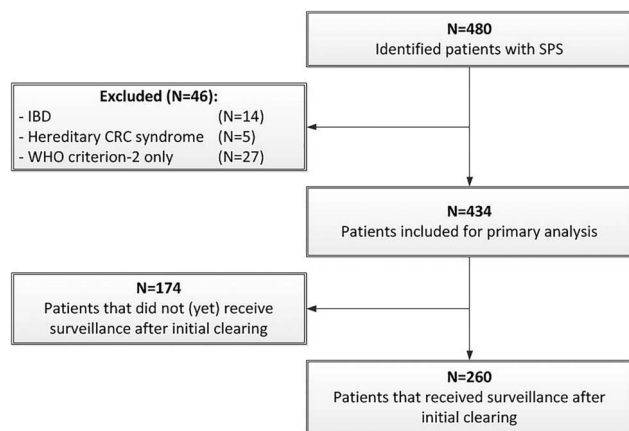 N=480
Identified patients with SPS
Excluded (N=46):
- IBD (N=14)
- Hereditary CRC syndrome (N=5)
- WHO criterion-2 only (N=27)
N=434
Patients included for primary analysis
N=174
Patients that did not (yet) receive
surveillance after initial clearing
N=260
Patients that received surveillance after
initial clearing